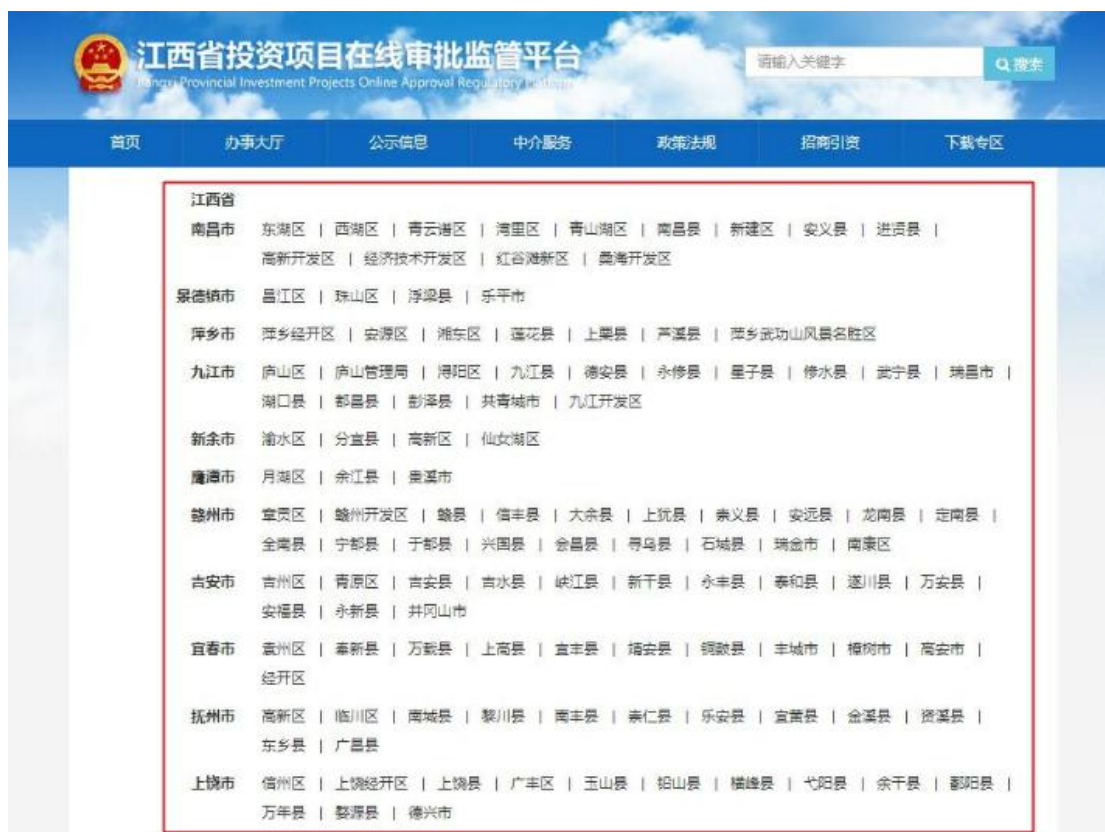 江西省投资项目在线审批监管平台
Jiangxi Provincial Investment Projects Online Approval Regulatory Platform
请输入关键字
搜索
首页 办事大厅 公示信息 中介服务 政策法规 招商引资 下载专区
江西省
南昌市 东湖区 | 西湖区 | 青云谱区 | 湾里区 | 青山湖区 | 南昌县 | 新建区 | 安义县 | 进贤县 |
高新开发区 | 经济技术开发区 | 红谷滩新区 | 桑海开发区
景德镇市 昌江区 | 珠山区 | 浮梁县 | 乐平市
萍乡市 萍乡经开区 | 安源区 | 湘东区 | 莲花县 | 上栗县 | 芦溪县 | 萍乡武功山风景名胜区
九江市 庐山区 | 庐山管理局 | 浔阳区 | 九江县 | 德安县 | 永修县 | 星子县 | 修水县 | 武宁县 | 瑞昌市 |
湖口县 | 都昌县 | 彭泽县 | 共青城市 | 九江开发区
新余市 渝水区 | 分宜县 | 高新区 | 仙女湖区
鹰潭市 月湖区 | 余江县 | 贵溪市
赣州市 章贡区 | 赣州开发区 | 赣县 | 信丰县 | 大余县 | 上犹县 | 崇义县 | 安远县 | 龙南县 | 定南县 |
全南县 | 宁都县 | 于都县 | 兴国县 | 会昌县 | 寻乌县 | 石城县 | 瑞金市 | 南康区
吉安市 吉州区 | 青原区 | 吉安县 | 吉水县 | 峡江县 | 新干县 | 永丰县 | 泰和县 | 遂川县 | 万安县 |
安福县 | 永新县 | 井冈山市
宜春市 袁州区 | 奉新县 | 万载县 | 上高县 | 宜丰县 | 靖安县 | 铜鼓县 | 丰城市 | 樟树市 | 高安市 |
经开区
抚州市 高新区 | 临川区 | 南城县 | 黎川县 | 南丰县 | 崇仁县 | 乐安县 | 宜黄县 | 金溪县 | 资溪县 |
东乡县 | 广昌县
上饶市 信州区 | 上饶经开区 | 上饶县 | 广丰区 | 玉山县 | 铅山县 | 横峰县 | 弋阳县 | 余干县 | 鄱阳县 |
万年县 | 婺源县 | 德兴市